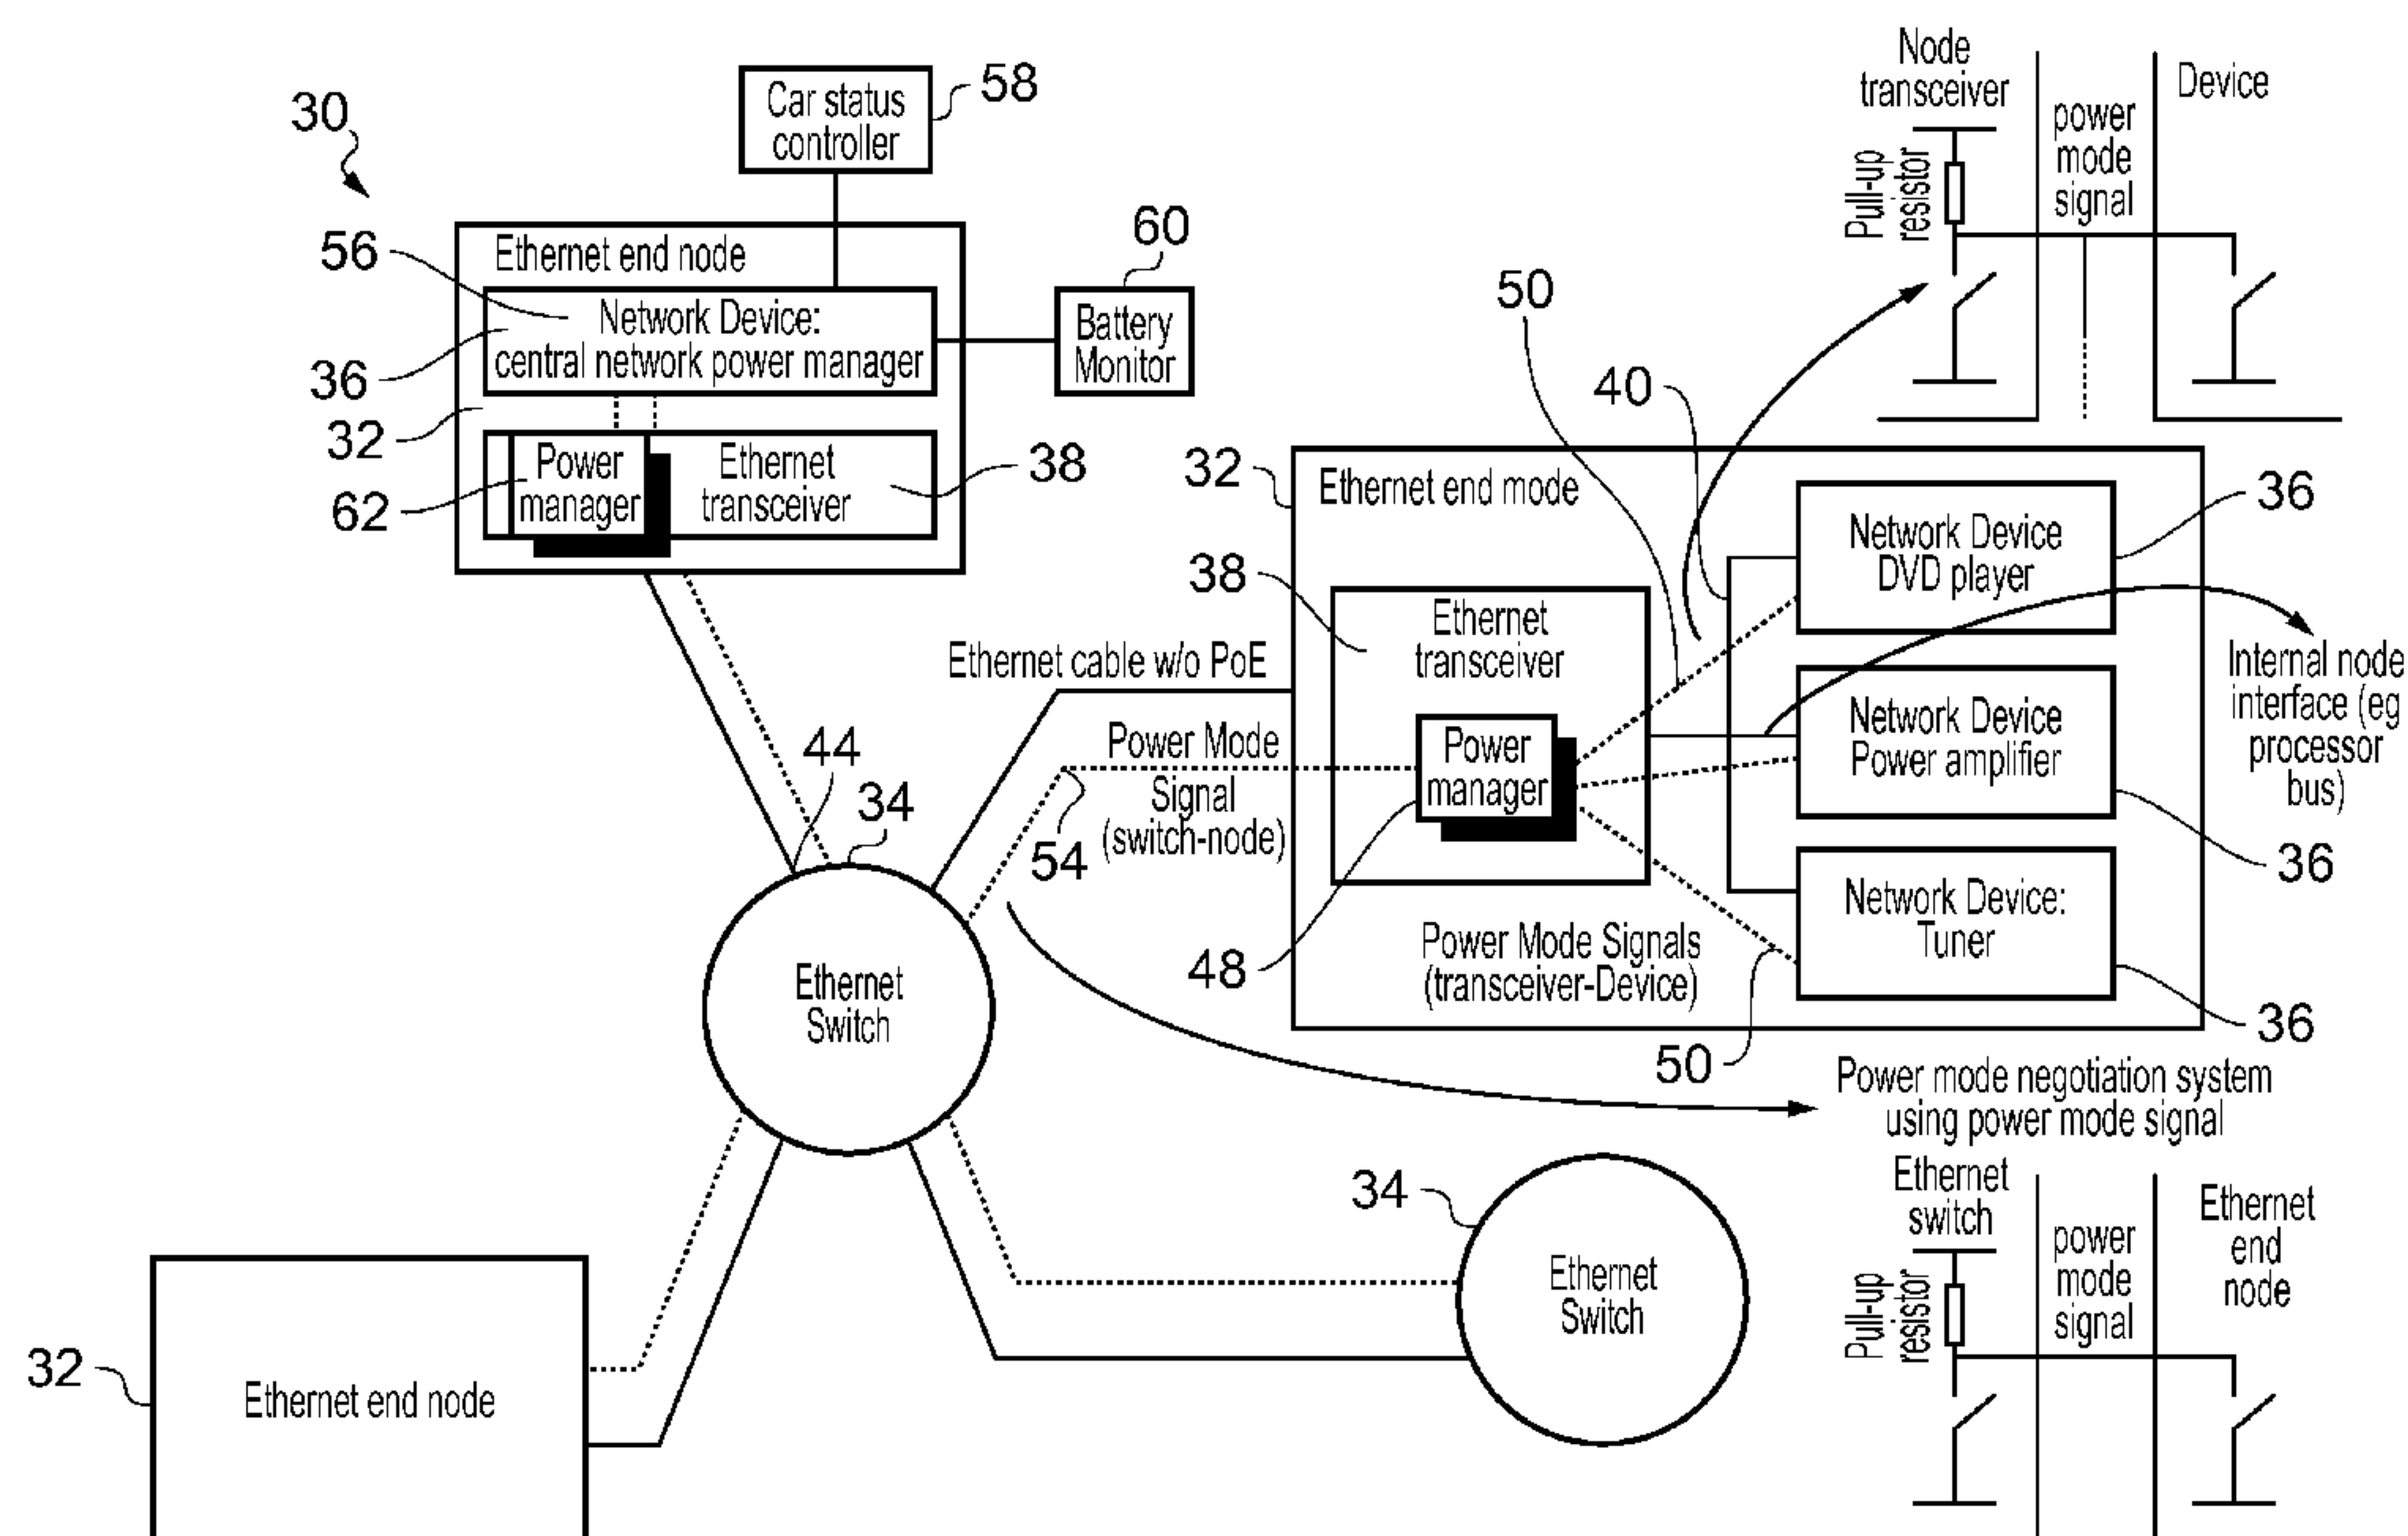 30
Car status
controller
58
56
Ethernet end node
Network Device:
central network power manager
36
32
60
Battery
Monitor
Power
manager
62
Ethernet
transceiver
38
Node
transceiver
power
mode
signal
Device
Pull-up
resistor
50
40
32
Ethernet end mode
38
Ethernet
transceiver
Power
manager
48
Network Device
DVD player
36
Network Device
Power amplifier
36
Network Device:
Tuner
36
Internal node
interface (eg
processor
bus)
Power Mode Signals
(transceiver-Device)
50
Ethernet cable w/o PoE
Power Mode
Signal
(switch-node)
54
44
34
Ethernet
Switch
Power mode negotiation system
using power mode signal
34
Ethernet
Switch
Ethernet
switch
power
mode
signal
Ethernet
end
node
Pull-up
resistor
32
Ethernet end node